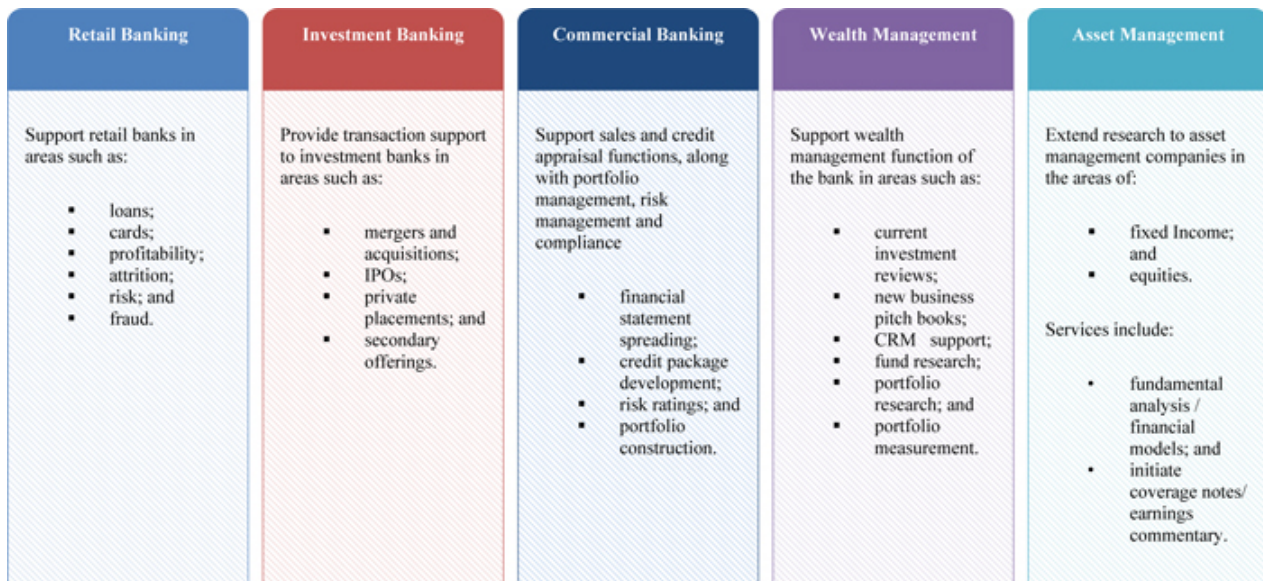 Retail Banking
Support retail banks in
areas such as:
▪ loans;
▪ cards;
▪ profitability;
▪ attrition;
▪ risk; and
▪ fraud.
Investment Banking
Provide transaction support
to investment banks in
areas such as:
▪ mergers and
acquisitions;
▪ IPOs;
▪ private
placements; and
▪ secondary
offerings.
Commercial Banking
Support sales and credit
appraisal functions, along
with portfolio
management, risk
management and
compliance
▪ financial
statement
spreading;
▪ credit package
development;
▪ risk ratings; and
▪ portfolio
construction.
Wealth Management
Support wealth
management function of
the bank in areas such as:
▪ current
investment
reviews;
▪ new business
pitch books;
▪ CRM support;
▪ fund research;
▪ portfolio
research; and
▪ portfolio
measurement.
Asset Management
Extend research to asset
management companies in
the areas of:
▪ fixed Income;
and
▪ equities.
Services include:
• fundamental
analysis /
financial
models; and
• initiate
coverage notes/
earnings
commentary.